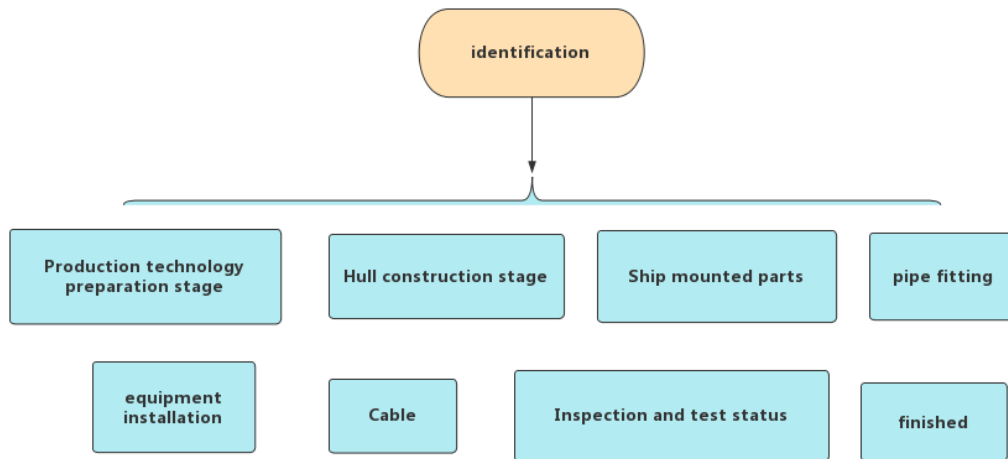 identification
Production technology
preparation stage
Hull construction stage
Ship mounted parts
pipe fitting
equipment
installation
Cable
Inspection and test status
finished